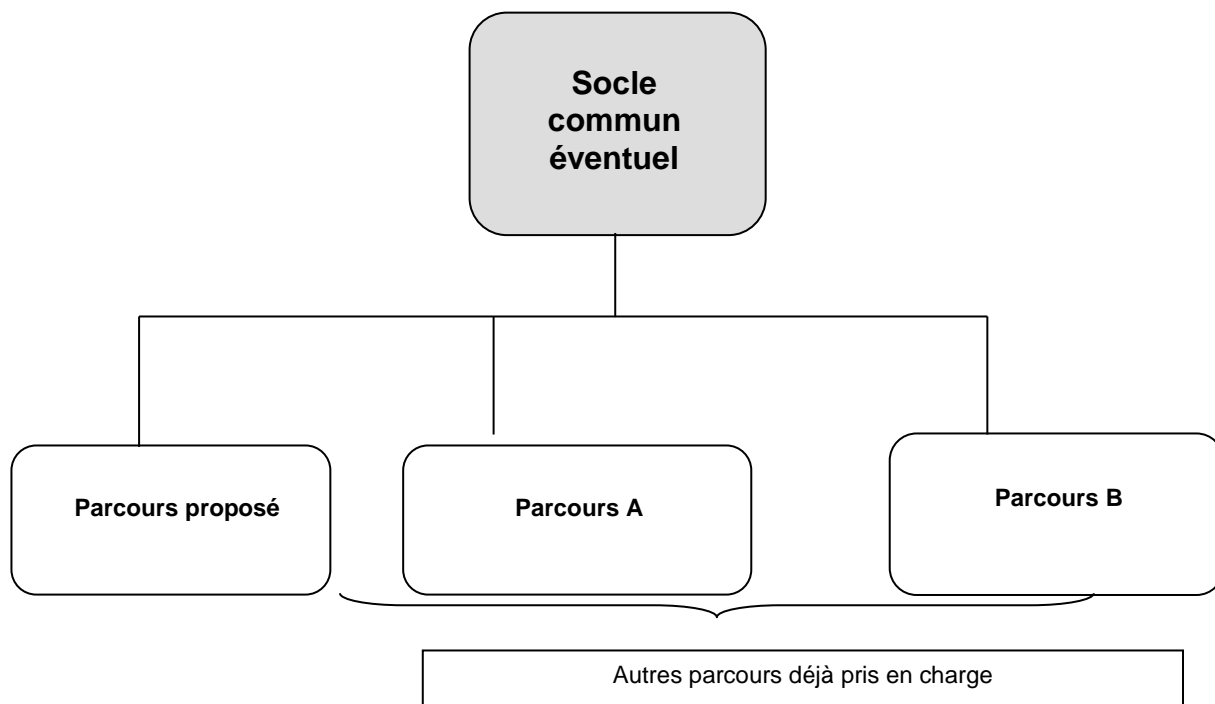 Socle
commun
éventuel
Parcours proposé
Parcours A
Parcours B
Autres parcours déjà pris en charge